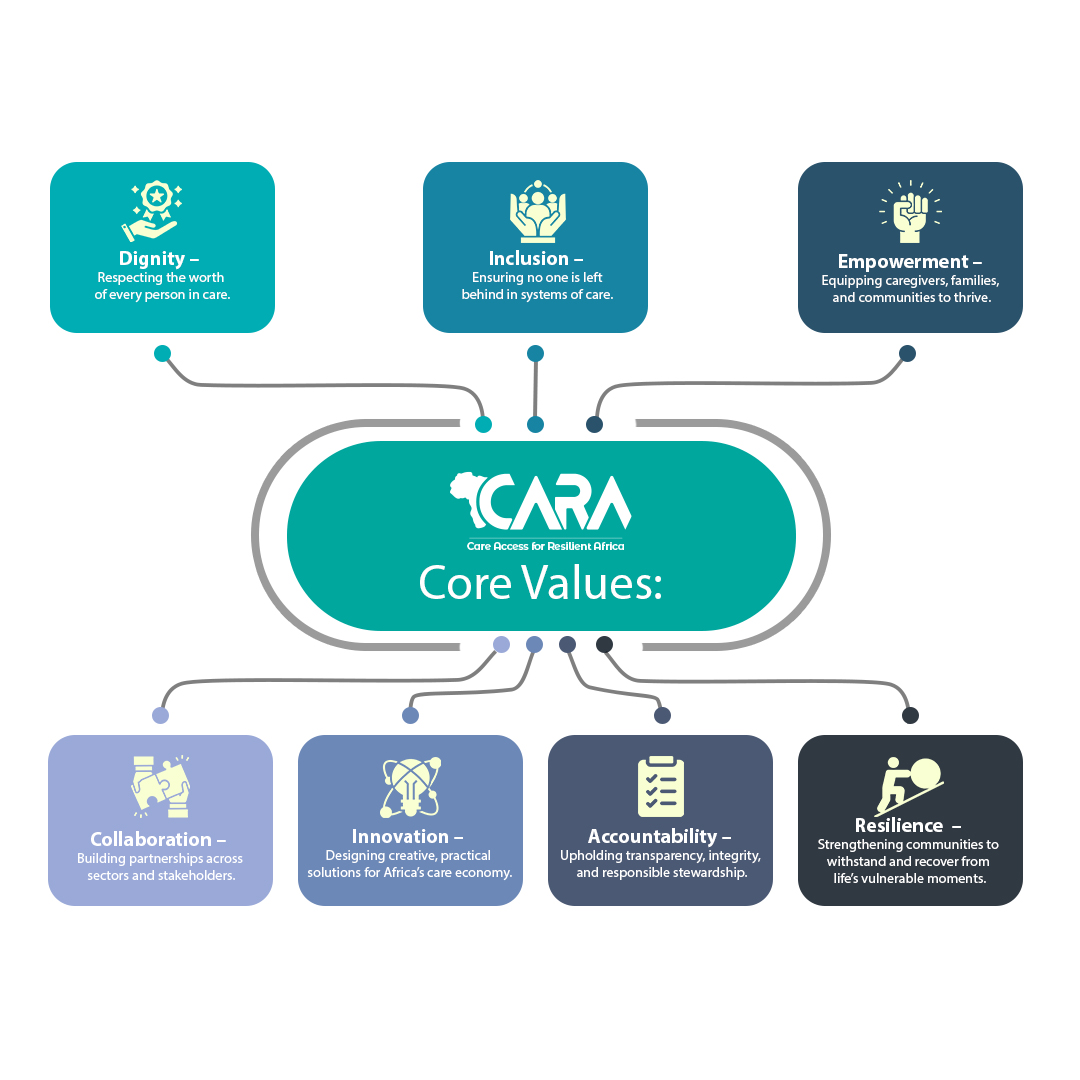 Dignity –
Respecting the worth
of every person in care.
Inclusion –
Ensuring no one is left
behind in systems of care.
Empowerment –
Equipping caregivers, families,
and communities to thrive.
CARA
Care Access for Resilient Africa
Core Values:
Collaboration –
Building partnerships across
sectors and stakeholders.
Innovation –
Designing creative, practical
solutions for Africa’s care economy.
Accountability –
Upholding transparency, integrity,
and responsible stewardship.
Resilience –
Strengthening communities to
withstand and recover from
life’s vulnerable moments.